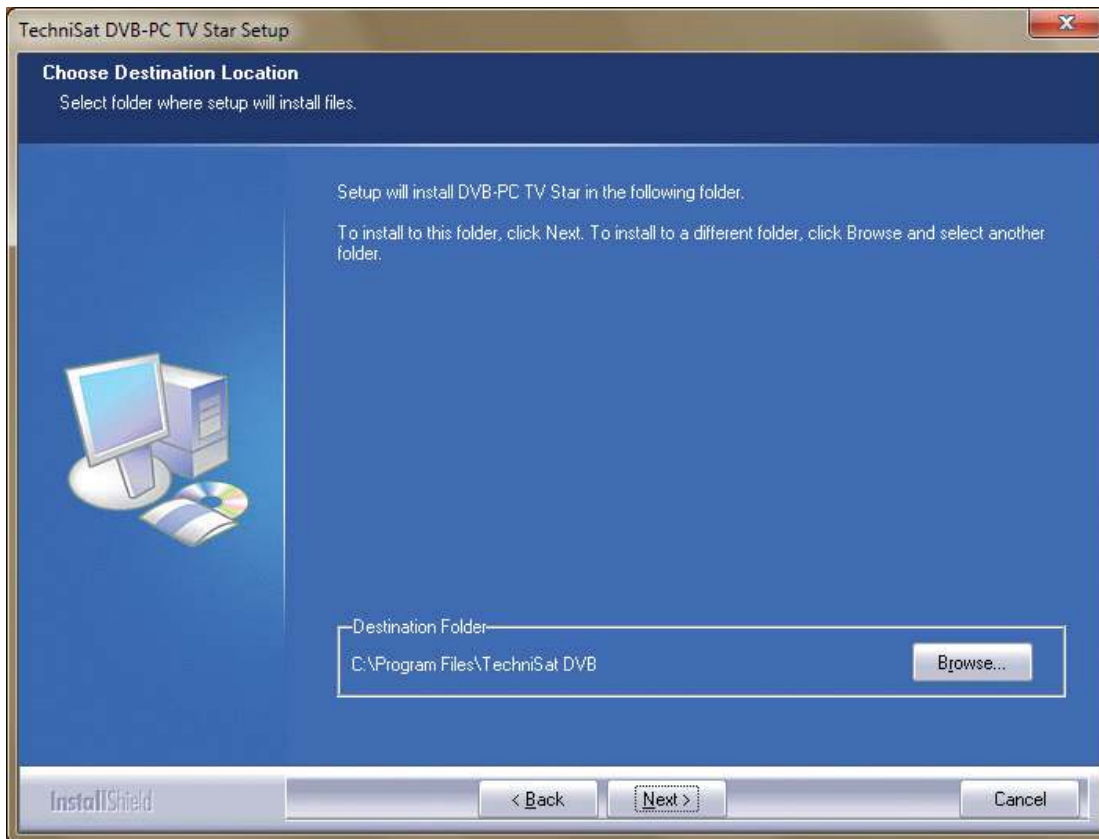 TechniSat DVB-PC TV Star Setup
Choose Destination Location
Select folder where setup will install files.
Setup will install DVB-PC TV Star in the following folder.
To install to this folder, click Next. To install to a different folder, click Browse and select another
folder.
Destination Folder
C:\Program Files\TechniSat DVB
Browse...
InstallShield
< Back
Next >
Cancel